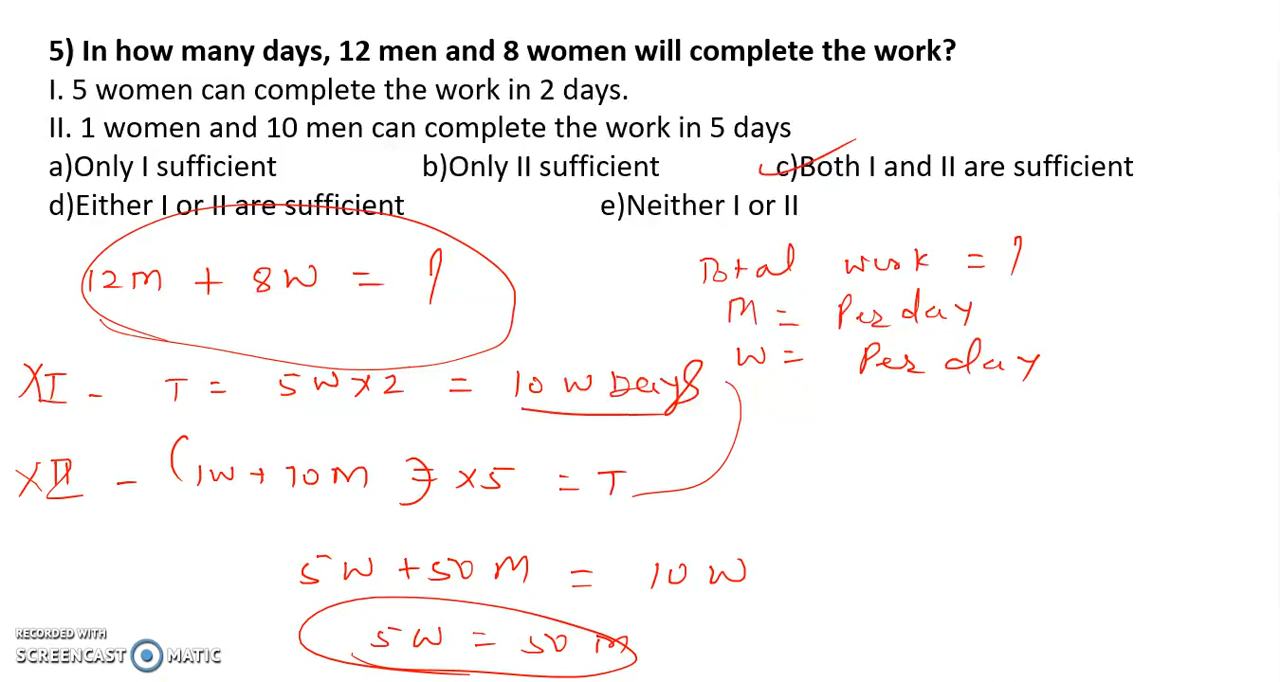 5) In how many days, 12 men and 8 women will complete the work?
I. 5 women can complete the work in 2 days.
II. 1 women and 10 men can complete the work in 5 days
a)Only I sufficient b)Only II sufficient c)Both I and II are sufficient
d)Either I or II are sufficient e)Neither I or II
12M + 8W = ?
Total work = ?
M = Per day
W = Per day
XI - T = 5W X 2 = 10 W Days
XII - (1W + 10M) X5 = T
5W + 50M = 10W
5W = 50M
RECORDED WITH
SCREENCAST MATIC